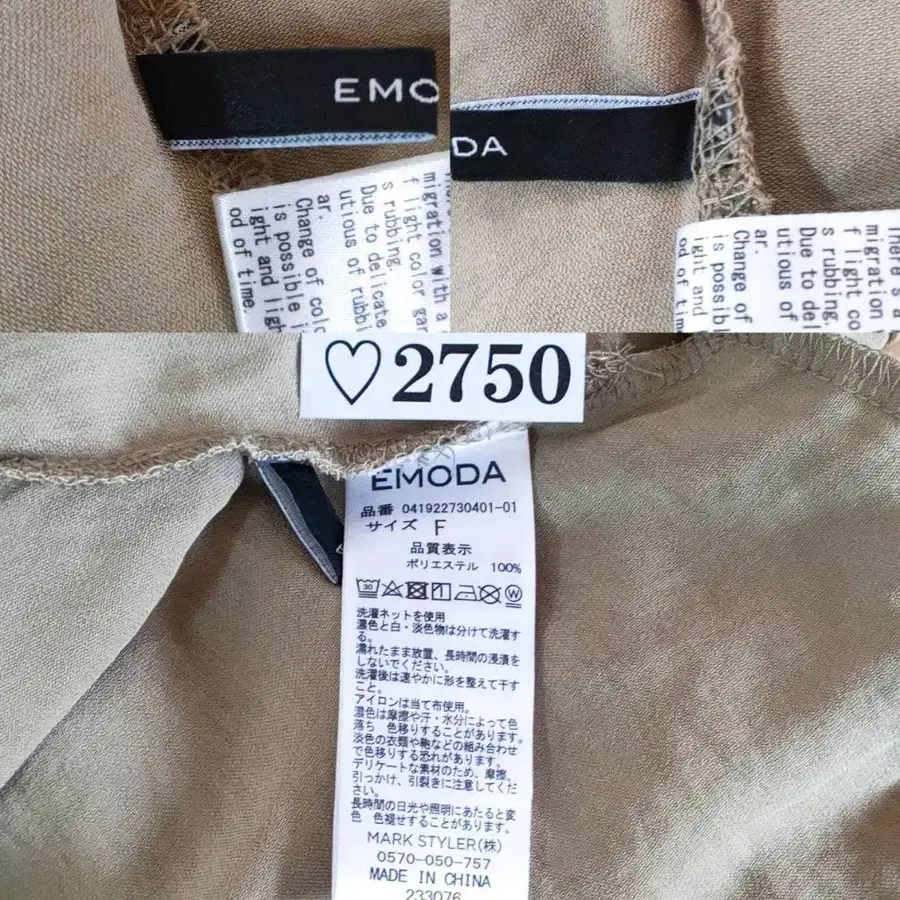 EMO
migration with a
f light color gar
s rubbing.
Due to delicate
utious of rubbi
ar.
Change of colo
is possible i
ight and ligh
od of time
DA
There is a
migration
f light co
s rubbing.
Due to del
utious of
ar.
Change of
is possibl
ight and l
od of tim
♡2750
EMODA
品番 041922730401-01
サイズ F
品質表示
ポリエステル 100%
30
W
洗濯ネットを使用
濃色と白・淡色物は分けて洗濯す
る。
濡れたまま放置、長時間の浸漬を
しないでください。
洗濯後は速やかに形を整えて干す
こと。
アイロンは当て布使用。
濃色は摩擦や汗・水分によって色
落ち 色移りすることがあります。
淡色の衣類や鞄などの組み合わせ
で色移りする恐れがあります。
デリケートな素材のため、摩擦、
引っかけ、引裂きに注意してくだ
さい。
長時間の日光や照明にあたると変
色 色褪せすることがあります。
MARK STYLER(株)
0570-050-757
MADE IN CHINA
233076